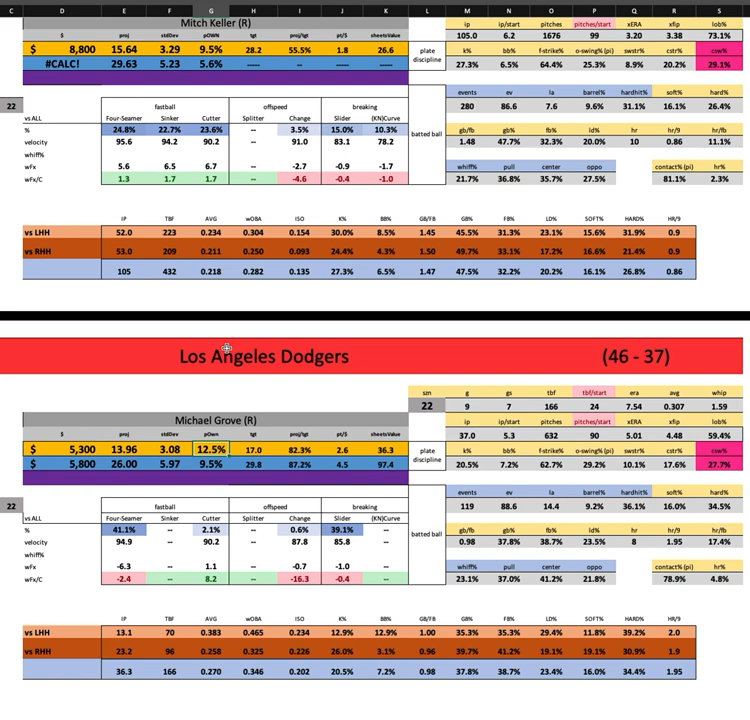 C D E F G H I J K L M N O P Q R S
Mitch Keller (R) ip ip/start pitches pitches/start xERA xfip lob%
$ proj stdDev pOWN tgt proj/tgt pt/$ sheetsValue 105.0 6.2 1676 99 3.20 3.38 73.1%
$ 8,800 15.64 3.29 9.5% 28.2 55.5% 1.8 26.6 plate discipline k% bb% f-strike% o-swing% (pi) swstr% cstr% csw%
#CALC! 29.63 5.23 5.6% ----- ----- -- ----- 27.3% 6.5% 64.4% 25.3% 8.9% 20.2% 29.1%
events ev la barrel% hardhit% soft% hard%
22 fastball offspeed breaking 280 86.6 7.6 9.6% 31.1% 16.1% 26.4%
vs ALL Four-Seamer Sinker Cutter Splitter Change Slider (KN)Curve
% 24.8% 22.7% 23.6% -- 3.5% 15.0% 10.3% batted ball gb/fb gb% fb% ld% hr hr/9 hr/fb
velocity 95.6 94.2 90.2 -- 91.0 83.1 78.2 1.48 47.7% 32.3% 20.0% 10 0.86 11.1%
whiff%
wFx 5.6 6.5 6.7 -2.7 -0.9 -1.7 whiff% pull center oppo contact% (pi) hr%
wFx/C 1.3 1.7 1.7 -- -4.6 -0.4 -1.0 21.7% 36.8% 35.7% 27.5% 81.1% 2.3%
IP TBF AVG wOBA ISO K% BB% GB/FB GB% FB% LD% SOFT% HARD% HR/9
vs LHH 52.0 223 0.234 0.304 0.154 30.0% 8.5% 1.45 45.5% 31.3% 23.1% 15.6% 31.9% 0.9
vs RHH 53.0 209 0.211 0.250 0.093 24.4% 4.3% 1.50 49.7% 33.1% 17.2% 16.6% 21.4% 0.9
105 432 0.218 0.282 0.135 27.3% 6.5% 1.47 47.5% 32.2% 20.2% 16.1% 26.8% 0.86
Los Angeles Dodgers (46 - 37)
szn g gs tbf tbf/start era avg whip
22 9 7 166 24 7.54 0.307 1.59
Michael Grove (R) ip ip/start pitches pitches/start xERA xfip lob%
$ proj stdDev pOwn tgt proj/tgt pt/$ sheetsValue 37.0 5.3 632 90 5.01 4.48 59.4%
$ 5,300 13.96 3.08 12.5% 17.0 82.3% 2.6 36.3 plate discipline k% bb% f-strike% o-swing% (pi) swstr% cstr% csw%
$ 5,800 26.00 5.97 9.5% 29.8 87.2% 4.5 97.4 20.5% 7.2% 62.7% 29.2% 10.1% 17.6% 27.7%
events ev la barrel% hardhit% soft% hard%
22 fastball offspeed breaking 119 88.6 14.4 9.2% 36.1% 16.0% 34.5%
vs ALL Four-Seamer Sinker Cutter Splitter Change Slider (KN)Curve
% 41.1% -- 2.1% -- 0.6% 39.1% -- batted ball gb/fb gb% fb% ld% hr hr/9 hr/fb
velocity 94.9 -- 90.2 -- 87.8 85.8 -- 0.98 37.8% 38.7% 23.5% 8 1.95 17.4%
whiff%
wFx -6.3 1.1 -0.7 -1.0 whiff% pull center oppo contact% (pi) hr%
wFx/C -2.4 -- 8.2 -- -16.3 -0.4 -- 23.1% 37.0% 41.2% 21.8% 78.9% 4.8%
IP TBF AVG wOBA ISO K% BB% GB/FB GB% FB% LD% SOFT% HARD% HR/9
vs LHH 13.1 70 0.383 0.465 0.234 12.9% 12.9% 1.00 35.3% 35.3% 29.4% 11.8% 39.2% 2.0
vs RHH 23.2 96 0.258 0.325 0.226 26.0% 3.1% 0.96 39.7% 41.2% 19.1% 19.1% 30.9% 1.9
36.3 166 0.270 0.346 0.202 20.5% 7.2% 0.98 37.8% 38.7% 23.4% 16.0% 34.4% 1.95